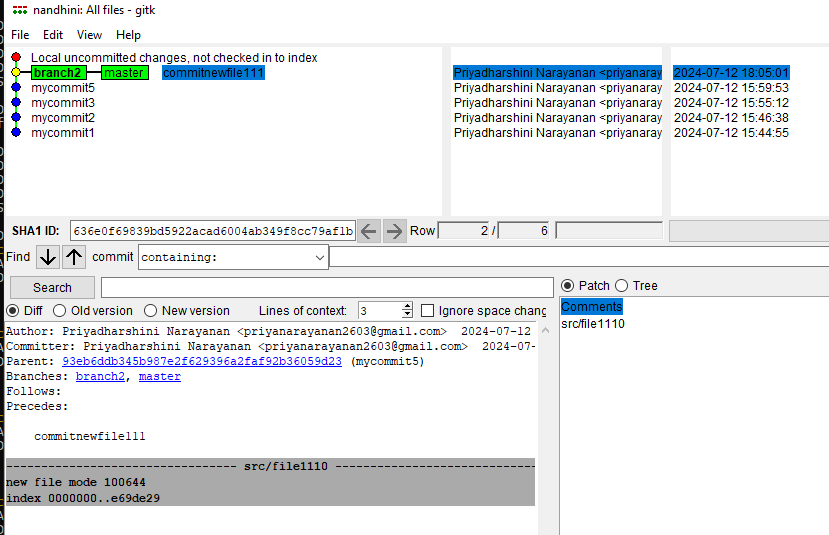 nandhini: All files - gitk
File Edit View Help
Local uncommitted changes, not checked in to index
branch2 master commitnewfile111 Priyadharshini Narayanan <priyanaray 2024-07-12 18:05:01
mycommit5 Priyadharshini Narayanan <priyanaray 2024-07-12 15:59:53
mycommit3 Priyadharshini Narayanan <priyanaray 2024-07-12 15:55:12
mycommit2 Priyadharshini Narayanan <priyanaray 2024-07-12 15:46:38
mycommit1 Priyadharshini Narayanan <priyanaray 2024-07-12 15:44:55
SHA1 ID: 636e0f69839bd5922acad6004ab349f8cc79af1b Row 2 / 6
Find commit containing:
Search
Patch Tree
Diff Old version New version Lines of context: 3 Ignore space chang
Comments
src/file1110
Author: Priyadharshini Narayanan <priyanarayanan2603@gmail.com> 2024-07-12
Committer: Priyadharshini Narayanan <priyanarayanan2603@gmail.com> 2024-07-
Parent: 93eb6ddb345b987e2f629396a2faf92b36059d23 (mycommit5)
Branches: branch2, master
Follows:
Precedes:
commitnewfile111
-------------------------------- src/file1110 --------------------------------
new file mode 100644
index 0000000..e69de29